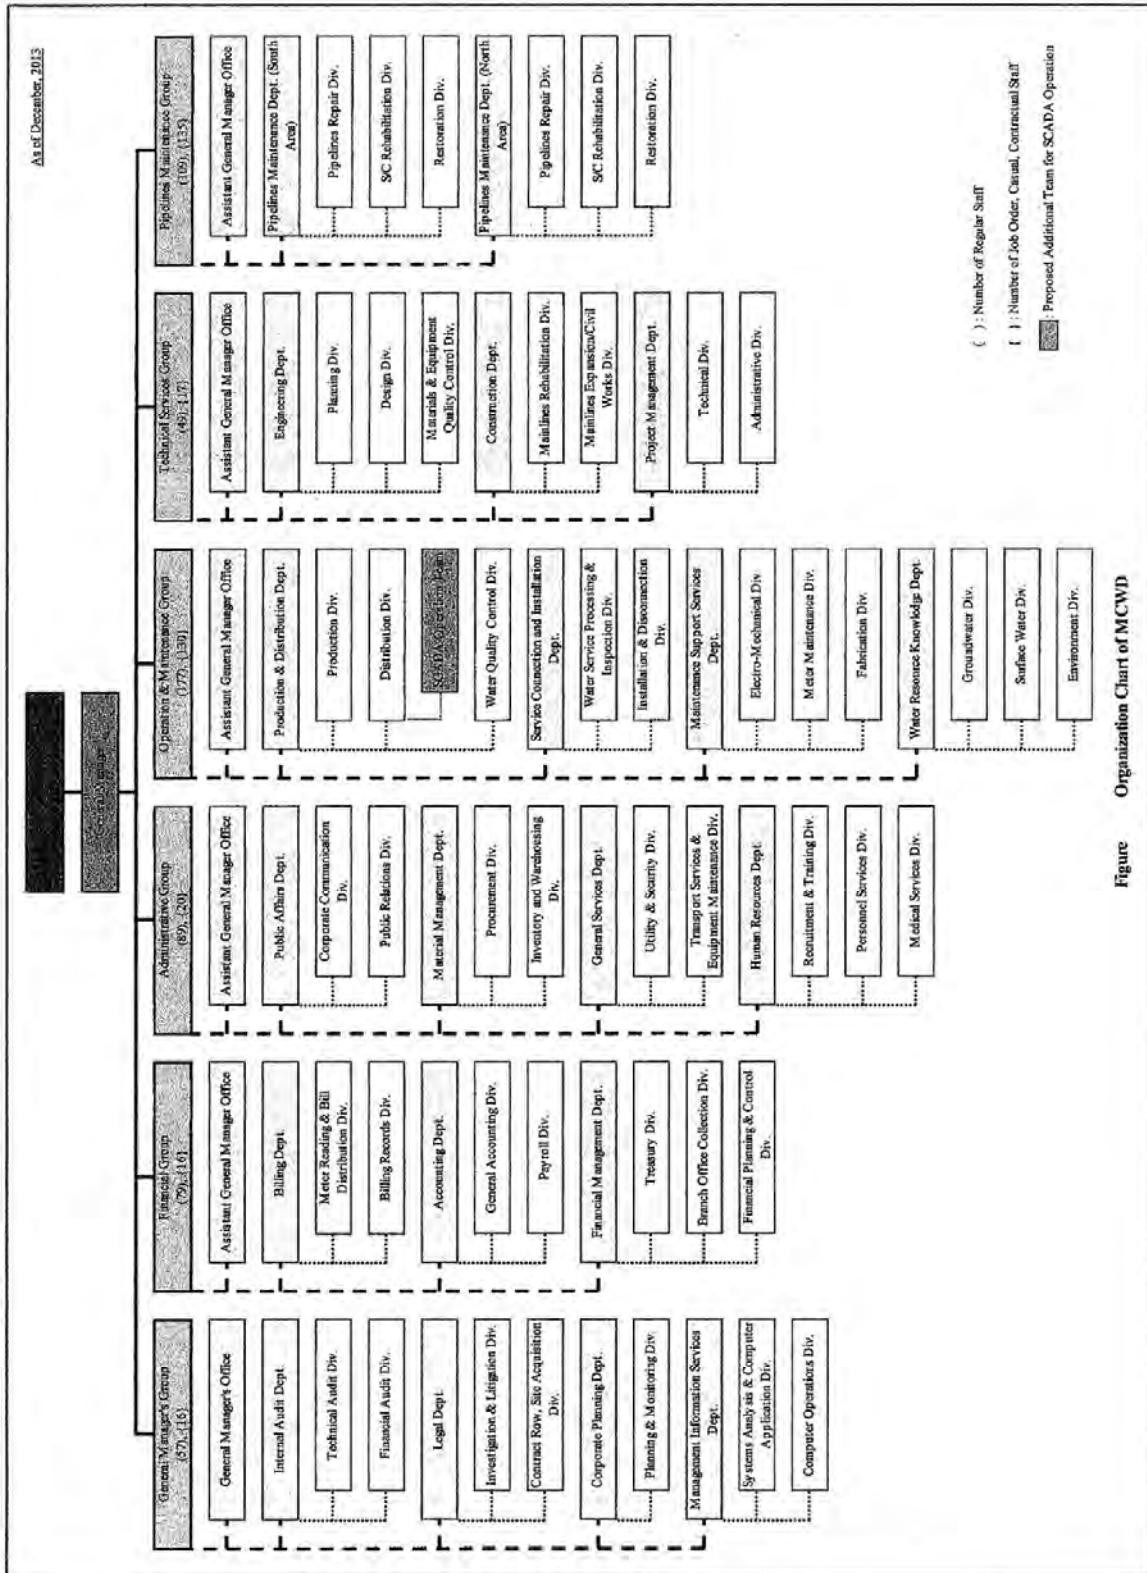 As of December, 2013
General Manager
General Manager's Group
(57), {16}
General Manager's Office
Internal Audit Dept.
Technical Audit Div.
Financial Audit Div.
Legal Dept.
Investigation & Litigation Div.
Contract Row, Site Acquisition
Div.
Corporate Planning Dept.
Planning & Monitoring Div.
Management Information Services
Dept.
Systems Analysis & Computer
Application Div.
Computer Operations Div.
Financial Group
(79), {16}
Assistant General Manager Office
Billing Dept.
Meter Reading & Bill
Distribution Div.
Billing Records Div.
Accounting Dept.
General Accounting Div.
Payroll Div.
Financial Management Dept.
Treasury Div.
Branch Office Collection Div.
Financial Planning & Control
Div.
Administrative Group
(89), {20}
Assistant General Manager Office
Public Affairs Dept.
Corporate Communication
Div.
Public Relations Div.
Material Management Dept.
Procurement Div.
Inventory and Warehousing
Div.
General Services Dept.
Utility & Security Div.
Transport Services &
Equipment Maintenance Div.
Human Resources Dept.
Recruitment & Training Div.
Personnel Services Div.
Medical Services Div.
Operation & Maintenance Group
(177), {130}
Assistant General Manager Office
Production & Distribution Dept.
Production Div.
Distribution Div.
SCADA Operation Team
Water Quality Control Div.
Service Connection and Installation
Dept.
Water Service Processing &
Inspection Div.
Installation & Disconnection
Div.
Maintenance Support Services
Dept.
Electro-Mechanical Div
Meter Maintenance Div.
Fabrication Div.
Water Resource Knowledge Dept.
Groundwater Div.
Surface Water Div.
Environment Div.
Technical Services Group
(49), {17}
Assistant General Manager Office
Engineering Dept.
Planning Div.
Design Div.
Materials & Equipment
Quality Control Div.
Construction Dept.
Mainlines Rehabilitation Div.
Mainlines Expansion/Civil
Works Div.
Project Management Dept.
Technical Div.
Administrative Div.
Pipelines Maintenance Group
(109), {135}
Assistant General Manager Office
Pipelines Maintenance Dept. (South
Area)
Pipelines Repair Div.
S/C Rehabilitation Div.
Restoration Div.
Pipelines Maintenance Dept. (North
Area)
Pipelines Repair Div.
S/C Rehabilitation Div.
Restoration Div.
( ) : Number of Regular Staff
{ } : Number of Job Order, Casual, Contractual Staff
: Proposed Additional Team for SCADA Operation
Figure Organization Chart of MCWD